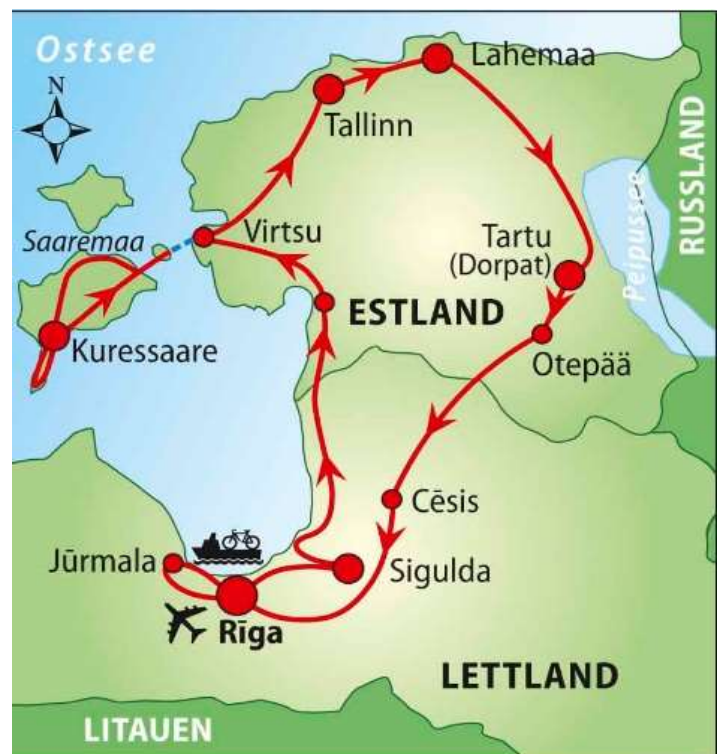 Ostsee
N
Lahemaa
Tallinn
RUSSLAND
Peipussee
Saaremaa
Virtsu
Tartu
(Dorpat)
ESTLAND
Kuressaare
Otepää
Cēsis
Jūrmala
Sigulda
Rīga
LETTLAND
LITAUEN